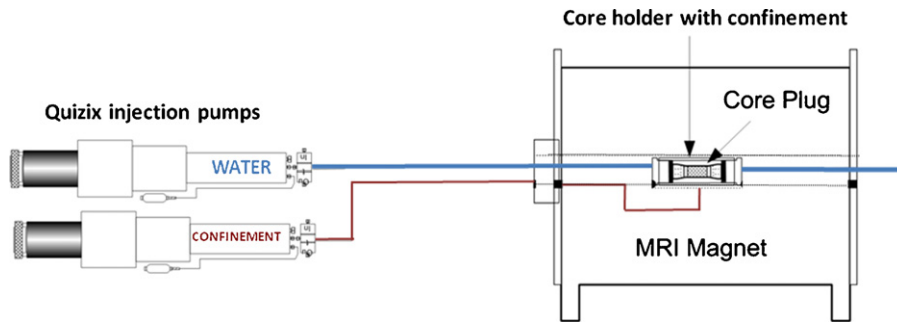 Core holder with confinement
Quizix injection pumps
Core Plug
WATER
CONFINEMENT
MRI Magnet